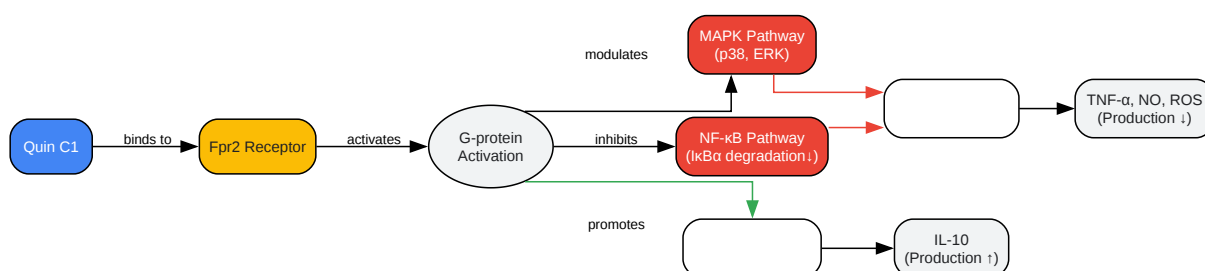 Quin C1
binds to
Fpr2 Receptor
activates
G-protein
Activation
modulates
MAPK Pathway
(p38, ERK)
inhibits
NF-κB Pathway
(IκBα degradation↓)
TNF-α, NO, ROS
(Production ↓)
promotes
IL-10
(Production ↑)